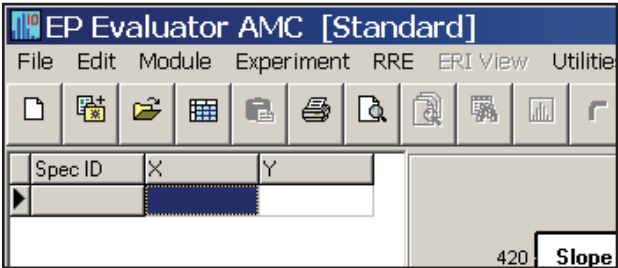 EP Evaluator AMC [Standard]
File Edit Module Experiment RRE ERI View Utilitie
Spec ID X Y
420 Slope